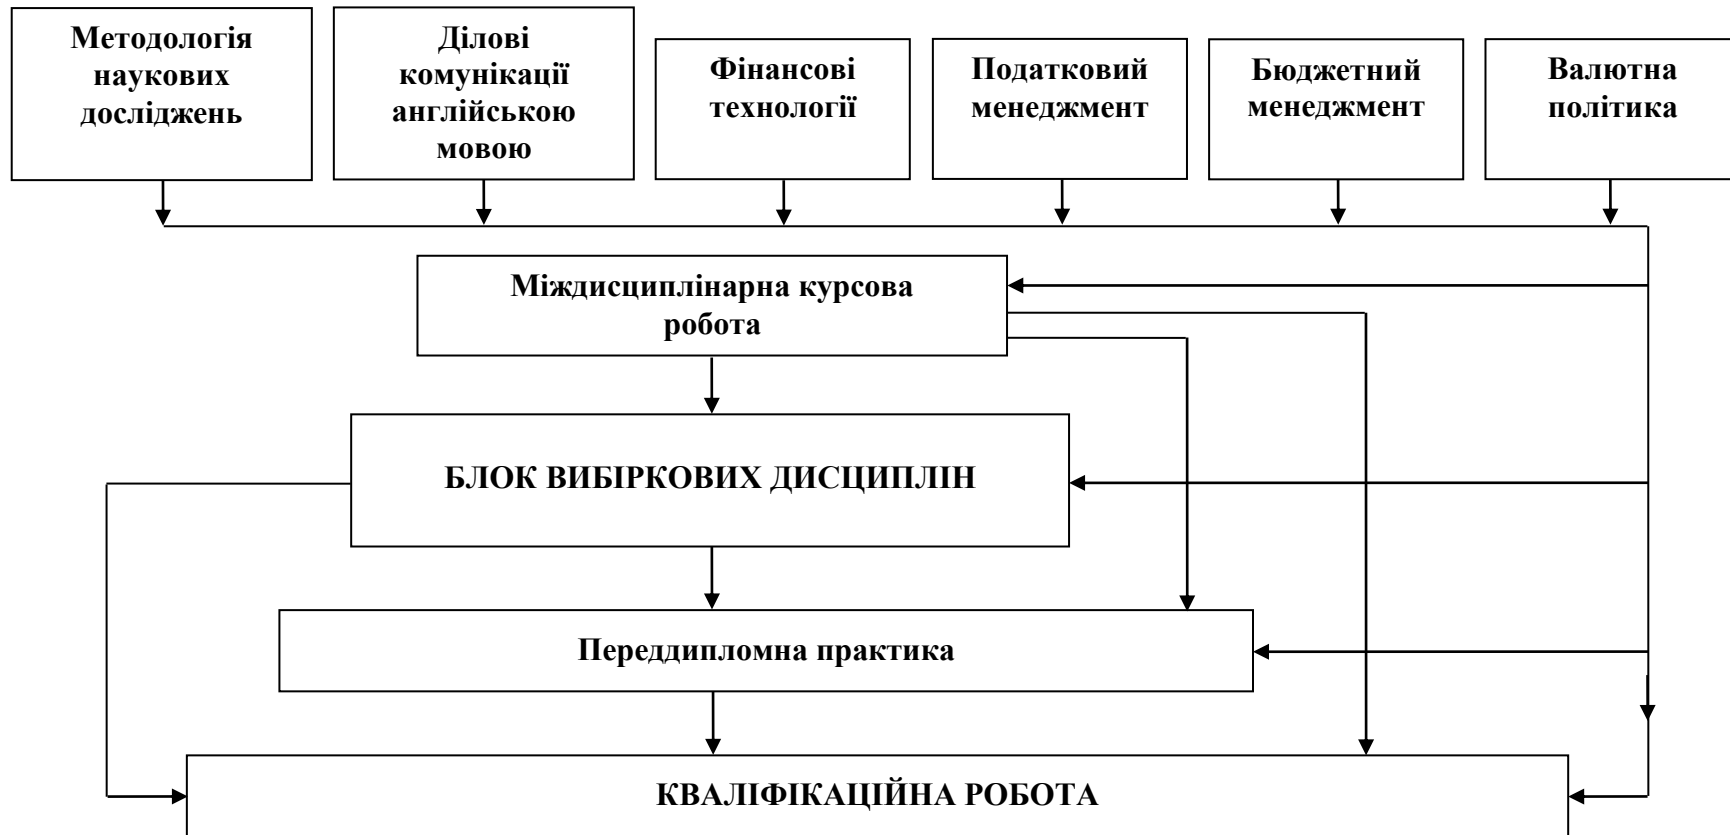 Методологія
наукових
досліджень
Ділові
комунікації
англійською
мовою
Фінансові
технології
Податковий
менеджмент
Бюджетний
менеджмент
Валютна
політика
Міждисциплінарна курсова
робота
БЛОК ВИБІРКОВИХ ДИСЦИПЛІН
Переддипломна практика
КВАЛІФІКАЦІЙНА РОБОТА